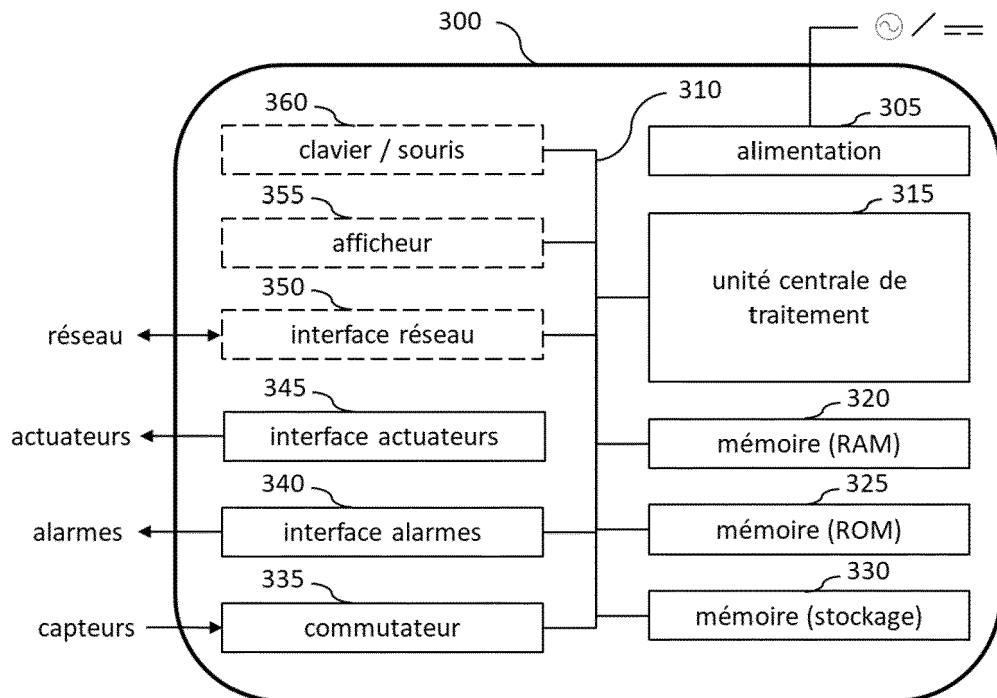 300
360
310
305
clavier / souris
alimentation
355
315
afficheur
unité centrale de
traitement
350
réseau
interface réseau
345
320
actuateurs
interface actuateurs
mémoire (RAM)
340
325
alarmes
interface alarmes
mémoire (ROM)
335
330
capteurs
commutateur
mémoire (stockage)